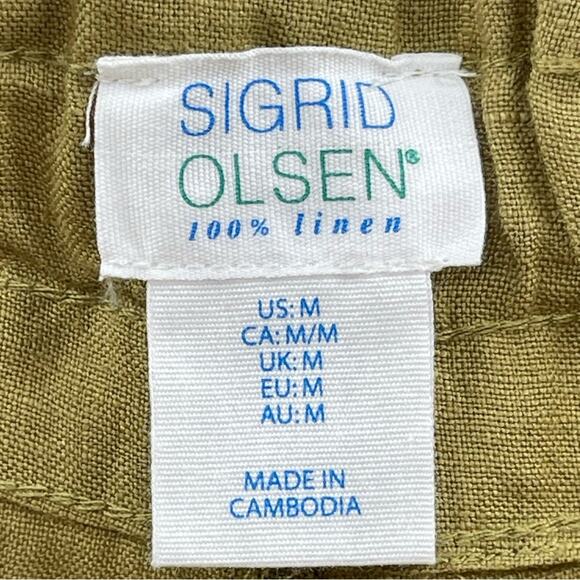 SIGRID
OLSEN®
100% linen
US: M
CA: M/M
UK: M
EU: M
AU: M
MADE IN
CAMBODIA